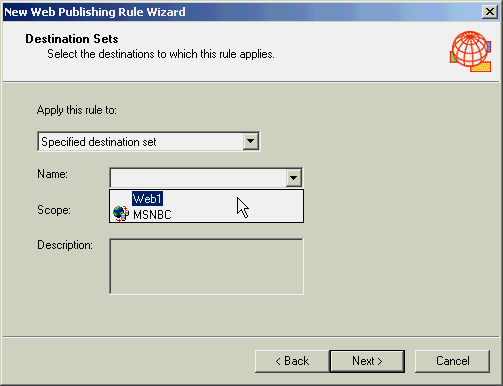 New Web Publishing Rule Wizard
Destination Sets
Select the destinations to which this rule applies.
Apply this rule to:
Specified destination set
Name:
Web1
Scope:
MSNBC
Description:
< Back
Next >
Cancel